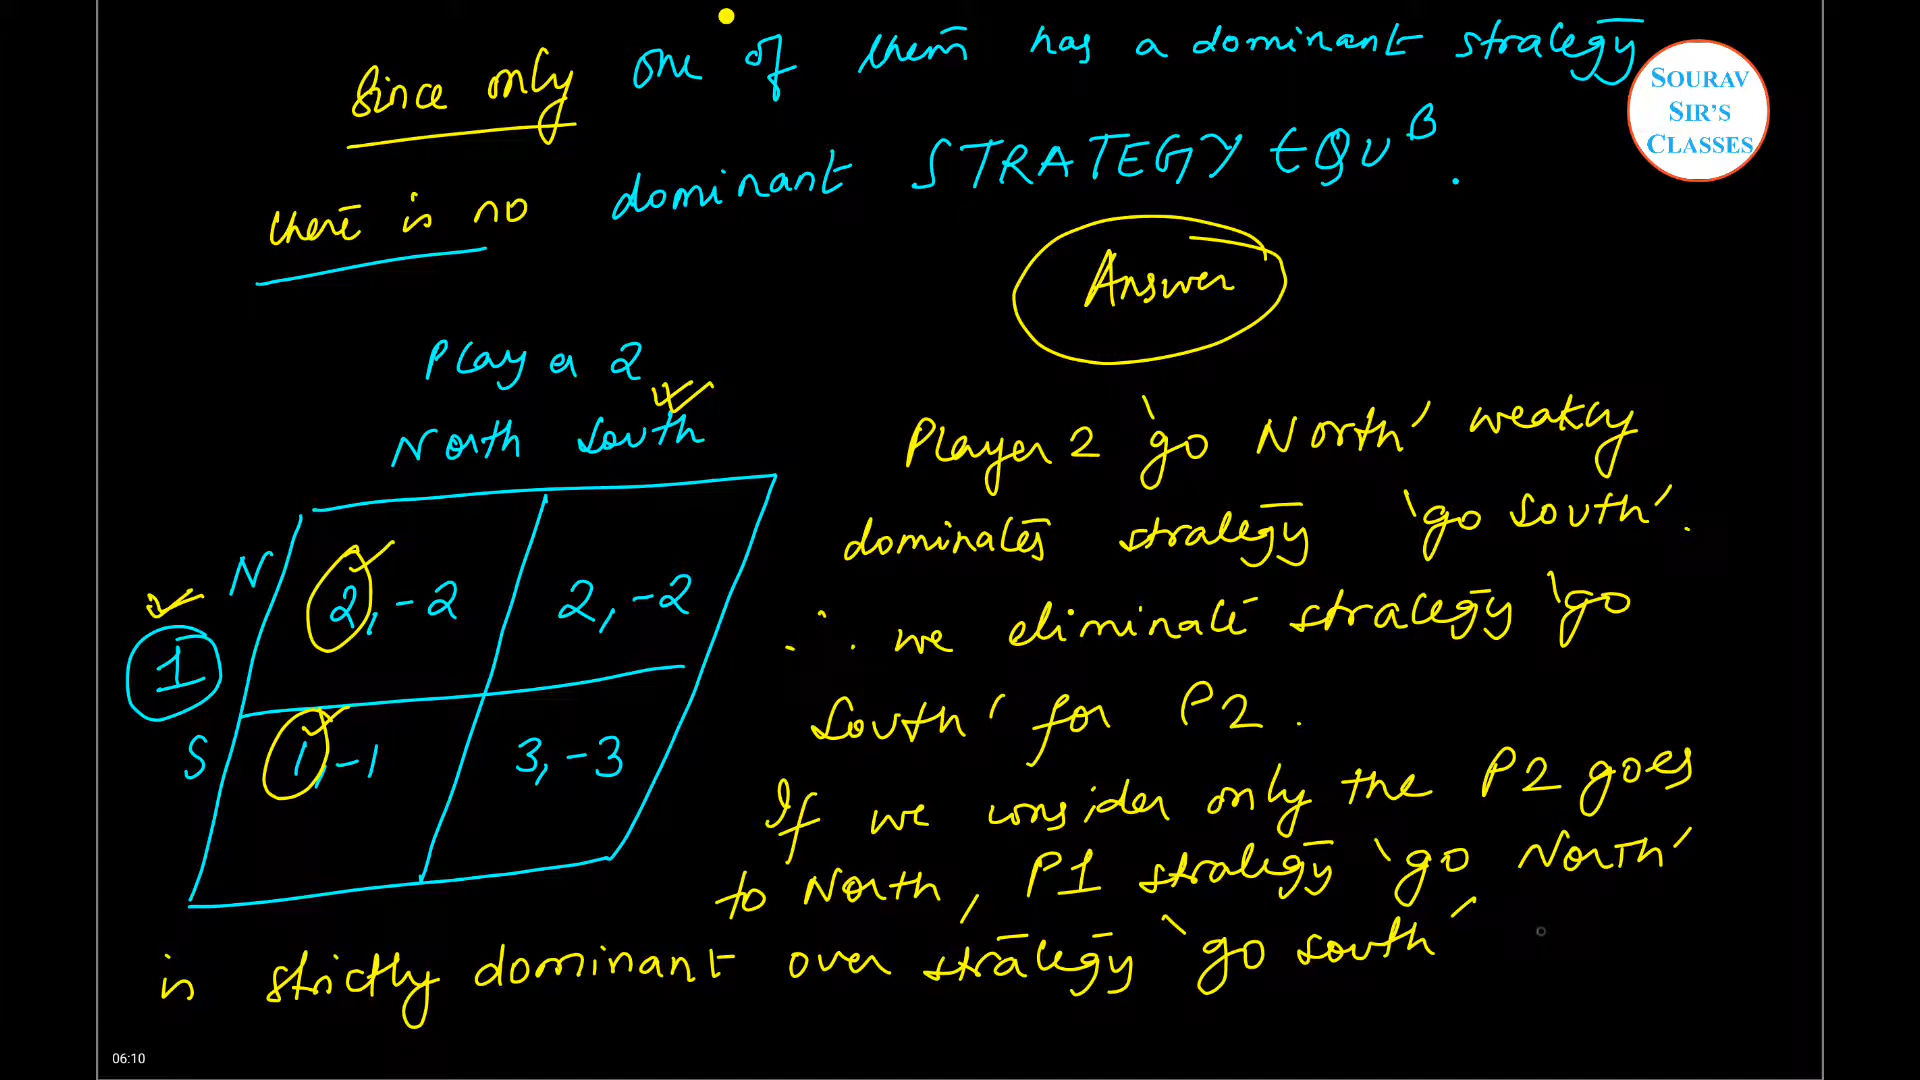 Since only one of them has a dominant strategy
SOURAV
SIR'S
CLASSES
there is no dominant STRATEGY EQU^B.
Answer
Player 2
North South
Player 2 'go North' weakly
dominates strategy 'go South'.
N 2, -2 2, -2
∴ we eliminate strategy 'go
1
South' for P2.
S 1, -1 3, -3
If we consider only the P2 goes
to North, P1 strategy 'go North'
is strictly dominant over strategy 'go south'
06:10